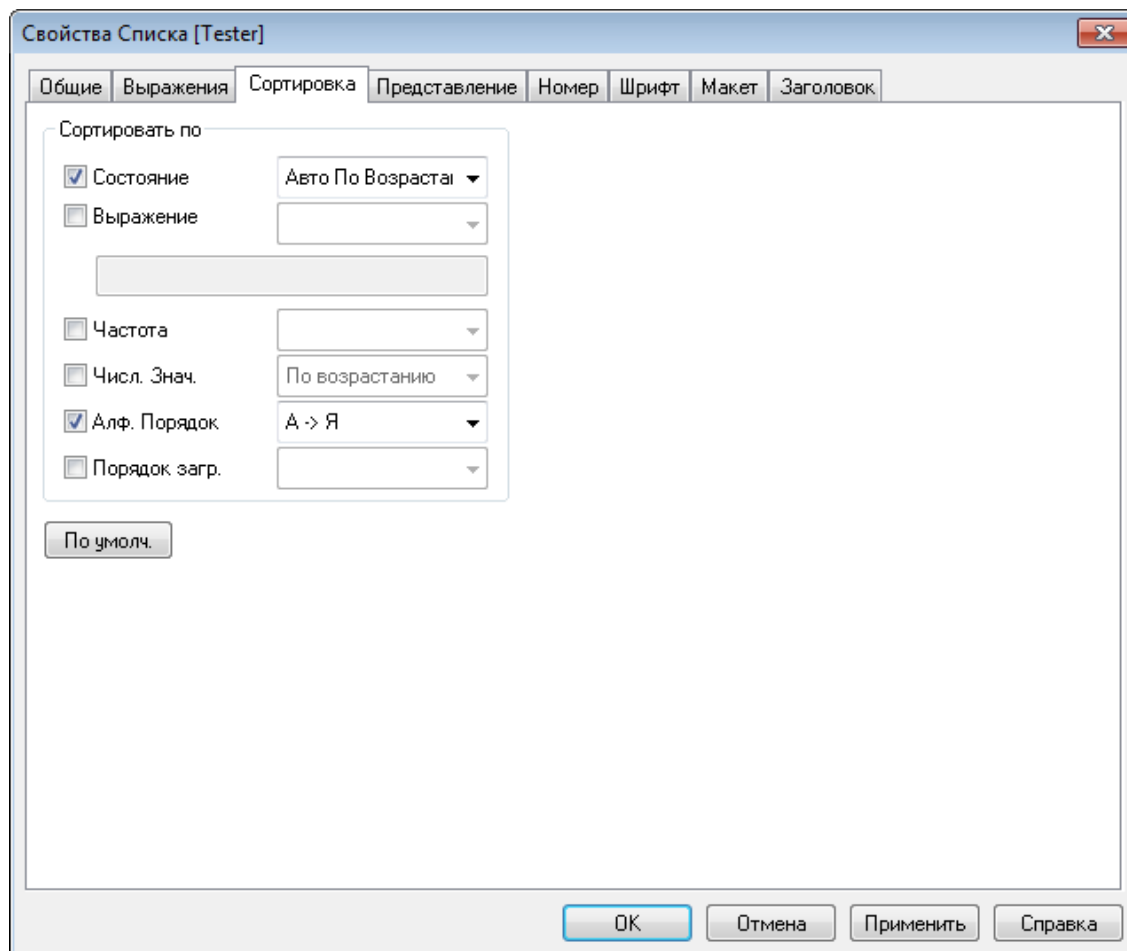 Свойства Списка [Tester]
Общие Выражения Сортировка Представление Номер Шрифт Макет Заголовок
Сортировать по
Состояние Авто По Возраста
Выражение
Частота
Числ. Знач. По возрастанию
Алф. Порядок А -> Я
Порядок загр.
По умолч.
OK Отмена Применить Справка